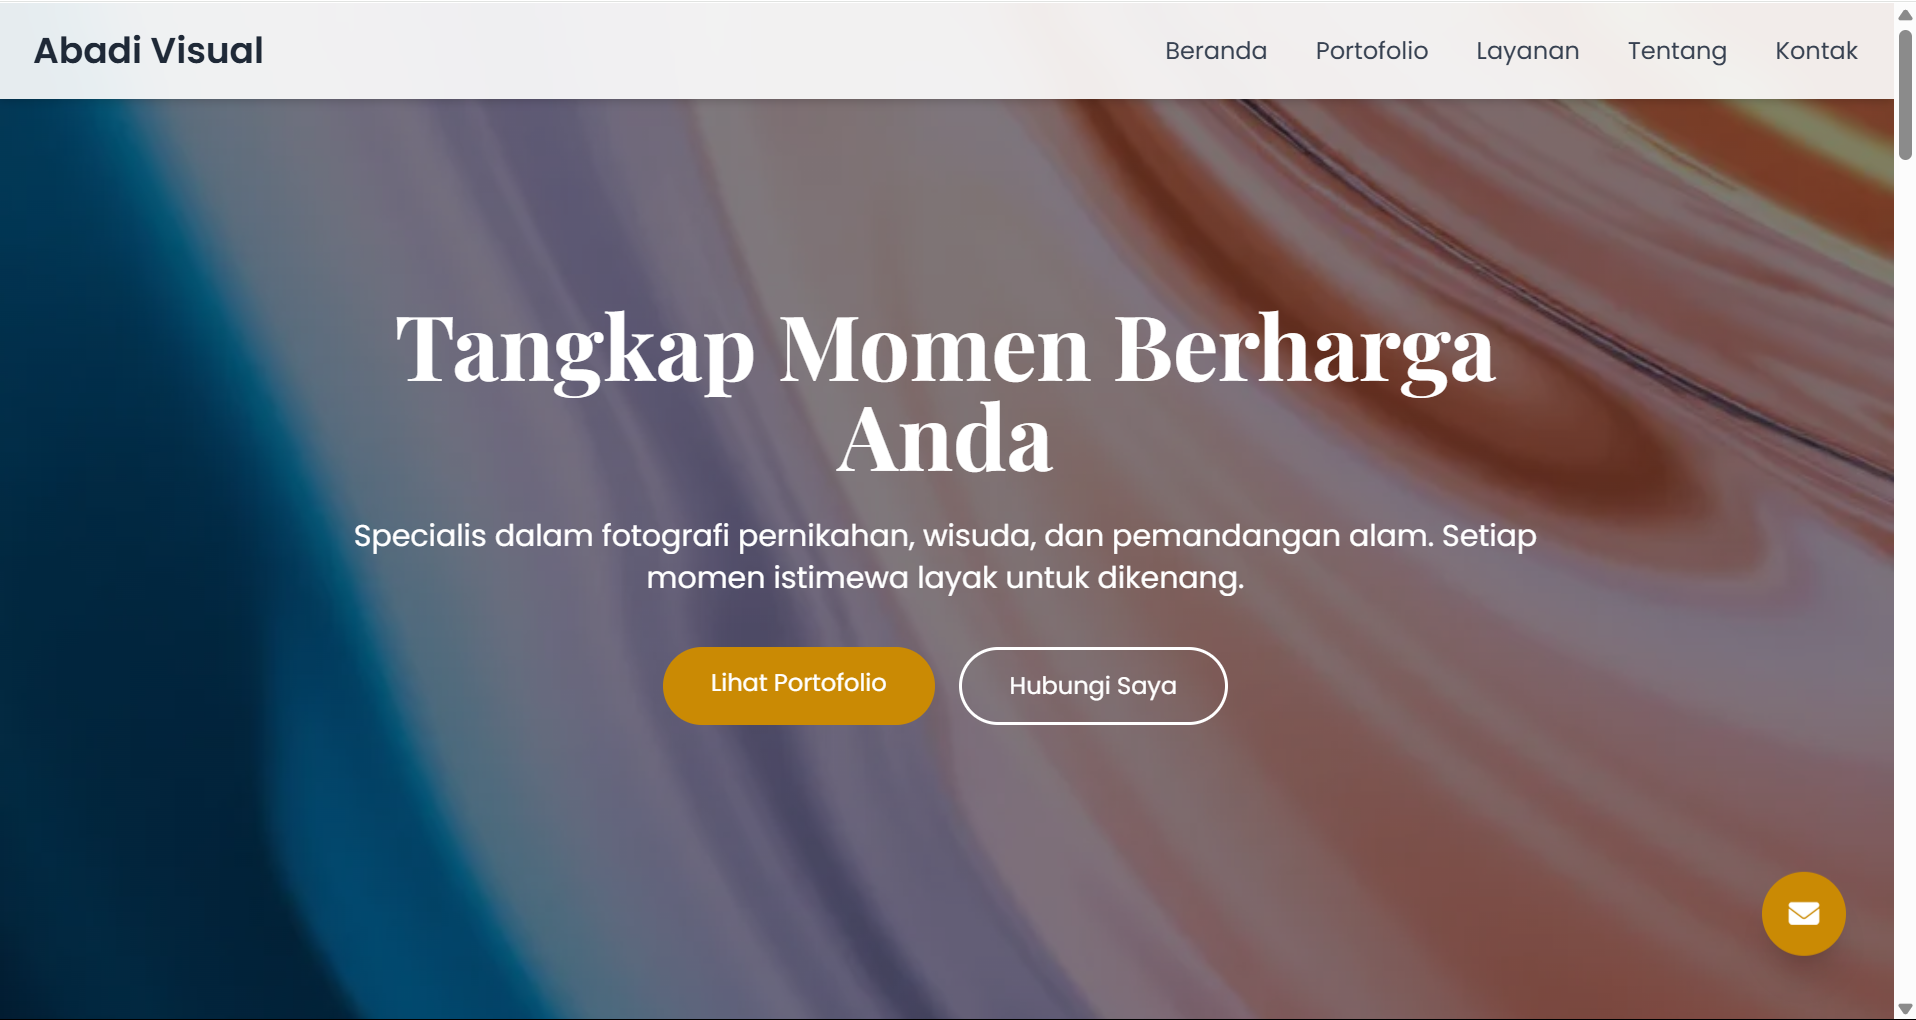 Abadi Visual
Beranda Portofolio Layanan Tentang Kontak
Tangkap Momen Berharga
Anda
Specialis dalam fotografi pernikahan, wisuda, dan pemandangan alam. Setiap
momen istimewa layak untuk dikenang.
Lihat Portofolio
Hubungi Saya